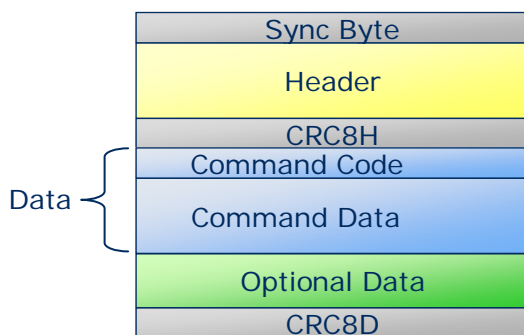 Sync Byte
Header
CRC8H
Command Code
Data
Command Data
Optional Data
CRC8D